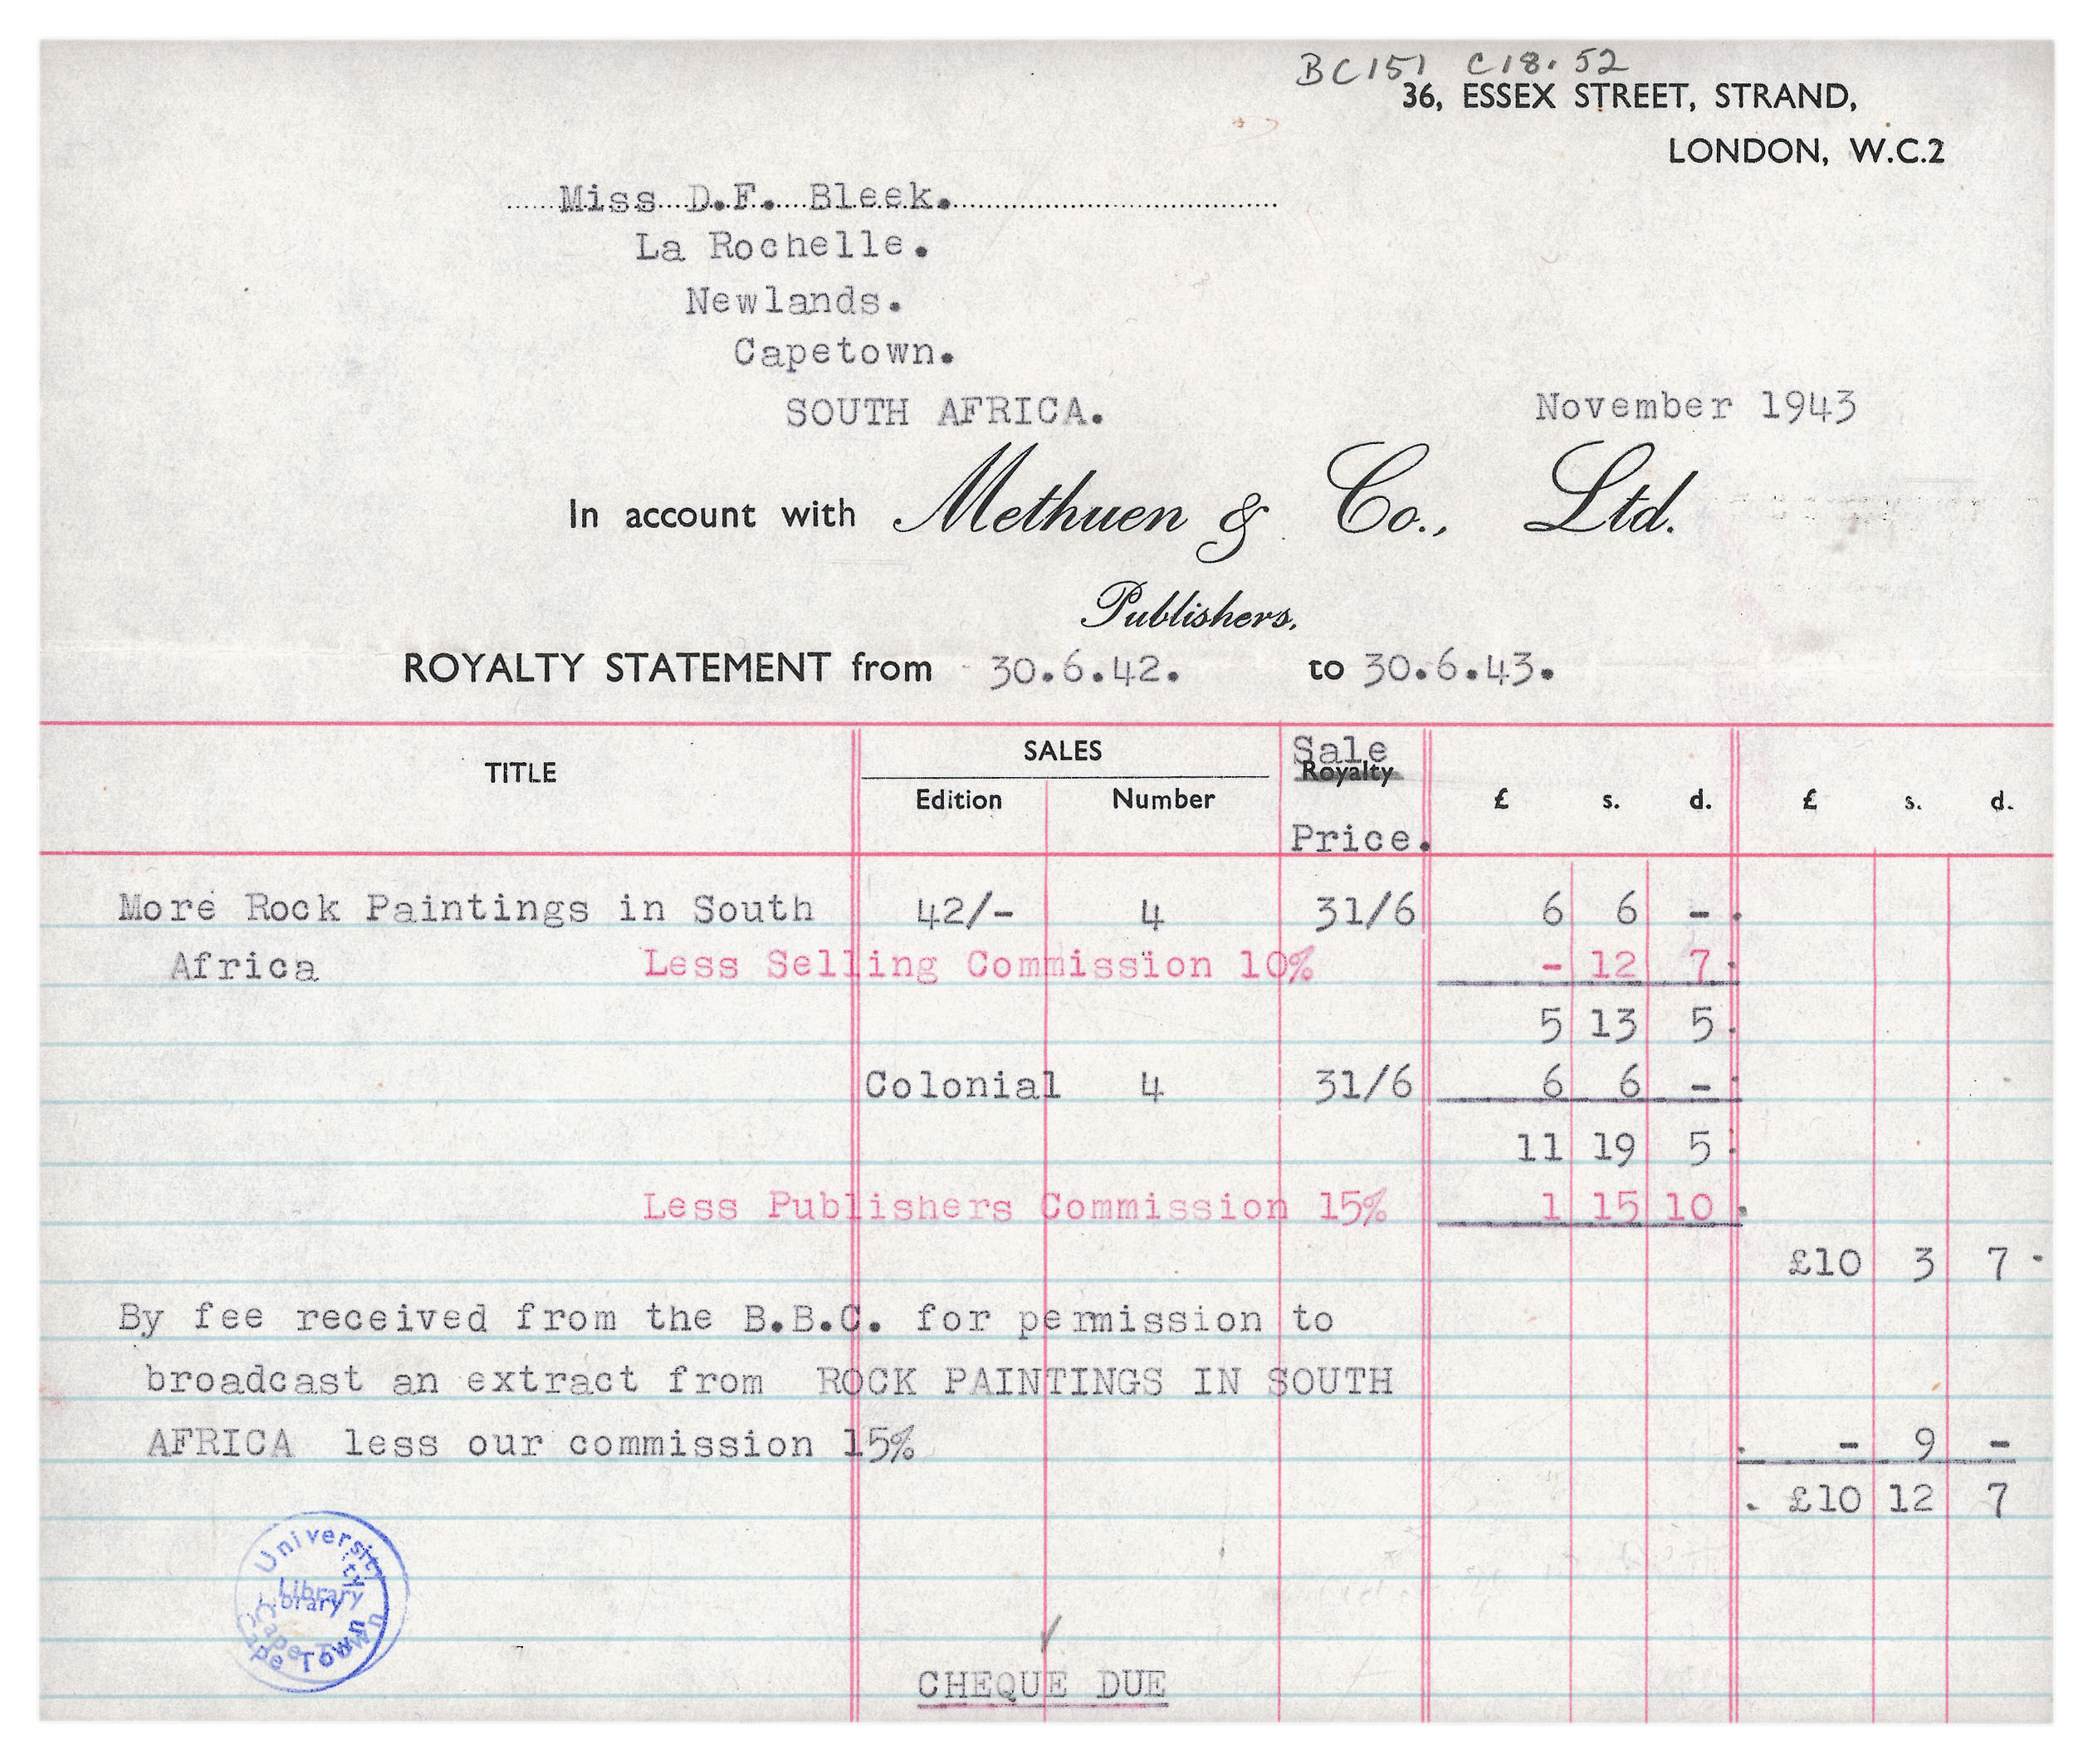 BC151 C18.52
36, ESSEX STREET, STRAND,
LONDON, W.C.2
Miss D.F. Bleek.
La Rochelle.
Newlands.
Capetown.
SOUTH AFRICA.
November 1943
In account with Methuen & Co., Ltd.
Publishers.
ROYALTY STATEMENT from 30.6.42. to 30.6.43.
TITLE SALES Sale Royalty £ s. d. £ s. d.
Edition Number Price.
More Rock Paintings in South 42/- 4 31/6 6 6 -
Africa Less Selling Commission 10% - 12 7
5 13 5
Colonial 4 31/6 6 6 -
11 19 5
Less Publishers Commission 15% 1 15 10
£10 3 7
By fee received from the B.B.C. for permission to
broadcast an extract from ROCK PAINTINGS IN SOUTH
AFRICA less our commission 15% - 9 -
£10 12 7
University
Library
Cape Town
CHEQUE DUE